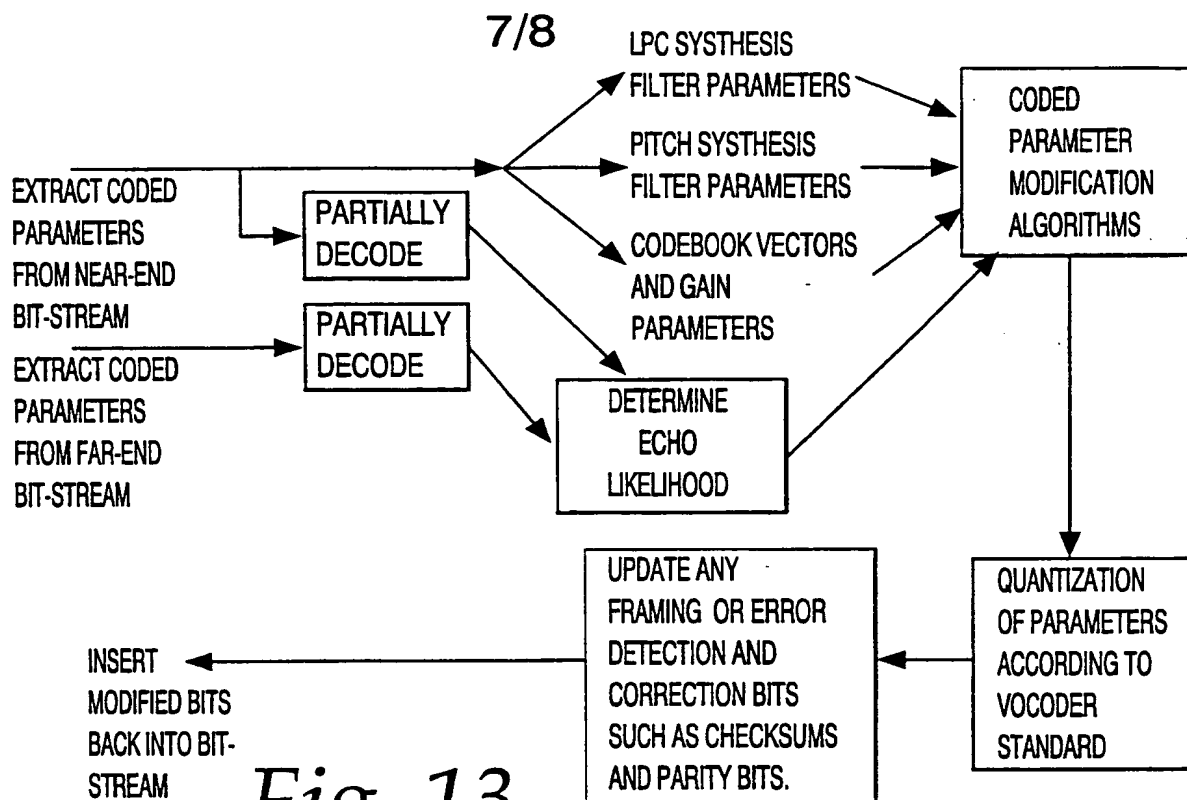 7/8
LPC SYSTHESIS
FILTER PARAMETERS
PITCH SYSTHESIS
FILTER PARAMETERS
CODEBOOK VECTORS
AND GAIN
PARAMETERS
CODED
PARAMETER
MODIFICATION
ALGORITHMS
EXTRACT CODED
PARAMETERS
FROM NEAR-END
BIT-STREAM
PARTIALLY
DECODE
EXTRACT CODED
PARAMETERS
FROM FAR-END
BIT-STREAM
PARTIALLY
DECODE
DETERMINE
ECHO
LIKELIHOOD
QUANTIZATION
OF PARAMETERS
ACCORDING TO
VOCODER
STANDARD
UPDATE ANY
FRAMING OR ERROR
DETECTION AND
CORRECTION BITS
SUCH AS CHECKSUMS
AND PARITY BITS.
INSERT
MODIFIED BITS
BACK INTO BIT-
STREAM
Fig. 13